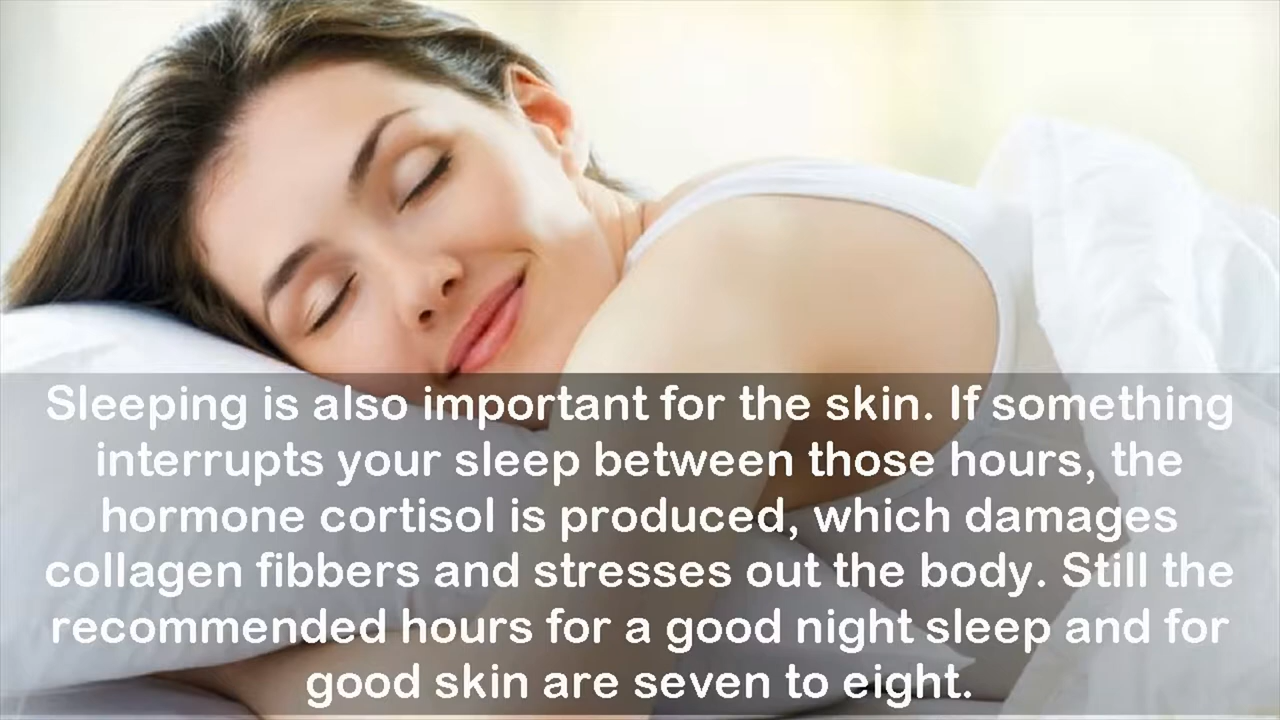 Sleeping is also important for the skin. If something
interrupts your sleep between those hours, the
hormone cortisol is produced, which damages
collagen fibbers and stresses out the body. Still the
recommended hours for a good night sleep and for
good skin are seven to eight.